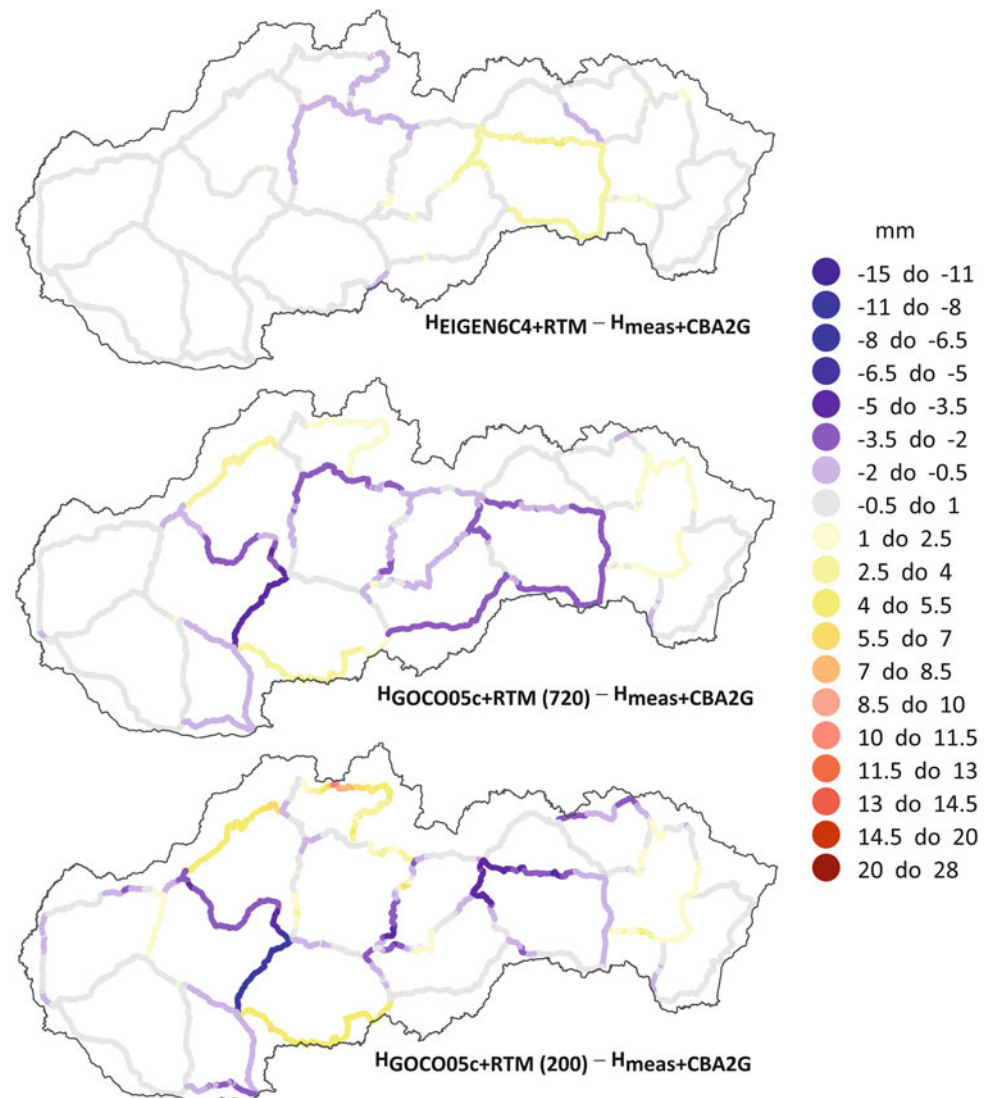 mm
-15 do -11
-11 do -8
-8 do -6.5
-6.5 do -5
-5 do -3.5
-3.5 do -2
-2 do -0.5
-0.5 do 1
1 do 2.5
2.5 do 4
4 do 5.5
5.5 do 7
7 do 8.5
8.5 do 10
10 do 11.5
11.5 do 13
13 do 14.5
14.5 do 20
20 do 28
HEIGEN6C4+RTM – Hmeas+CBA2G
HGOCO05c+RTM (720) – Hmeas+CBA2G
HGOCO05c+RTM (200) – Hmeas+CBA2G